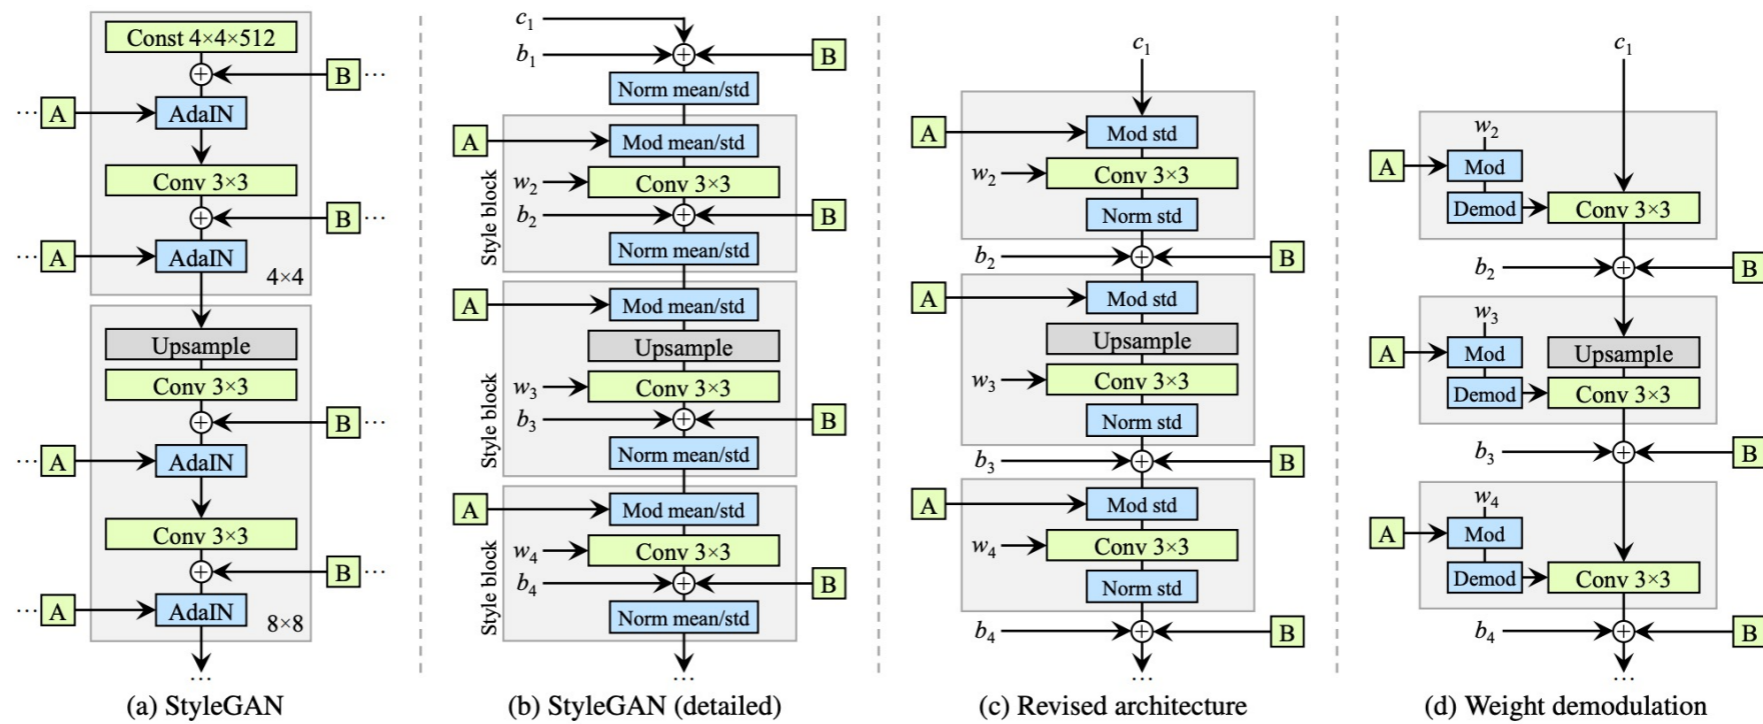 Const 4×4×512
B ···
··· A
AdaIN
Conv 3×3
B ···
··· A
AdaIN
4×4
Upsample
Conv 3×3
B ···
··· A
AdaIN
Conv 3×3
B ···
··· A
AdaIN
8×8
···
(a) StyleGAN
c₁
b₁
B
Norm mean/std
A
Mod mean/std
w₂
Conv 3×3
b₂
B
Norm mean/std
Style block
A
Mod mean/std
Upsample
w₃
Conv 3×3
b₃
B
Norm mean/std
Style block
A
Mod mean/std
w₄
Conv 3×3
b₄
B
Norm mean/std
Style block
···
(b) StyleGAN (detailed)
c₁
A
Mod std
w₂
Conv 3×3
Norm std
b₂
B
A
Mod std
Upsample
w₃
Conv 3×3
Norm std
b₃
B
A
Mod std
w₄
Conv 3×3
Norm std
b₄
B
···
(c) Revised architecture
c₁
w₂
A
Mod
Demod
Conv 3×3
b₂
B
w₃
A
Mod
Upsample
Demod
Conv 3×3
b₃
B
w₄
A
Mod
Demod
Conv 3×3
b₄
B
···
(d) Weight demodulation